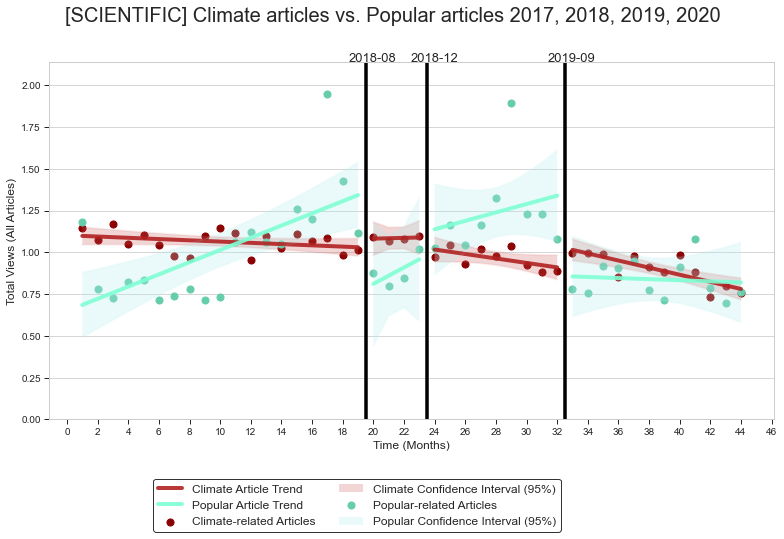 [SCIENTIFIC] Climate articles vs. Popular articles 2017, 2018, 2019, 2020
2018-08
2018-12
2019-09
2.00
1.75
1.50
1.25
1.00
0.75
0.50
0.25
0.00
Total Views (All Articles)
0 2 4 6 8 10 12 14 16 18 20 22 24 26 28 30 32 34 36 38 40 42 44 46
Time (Months)
Climate Article Trend
Popular Article Trend
Climate-related Articles
Climate Confidence Interval (95%)
Popular-related Articles
Popular Confidence Interval (95%)